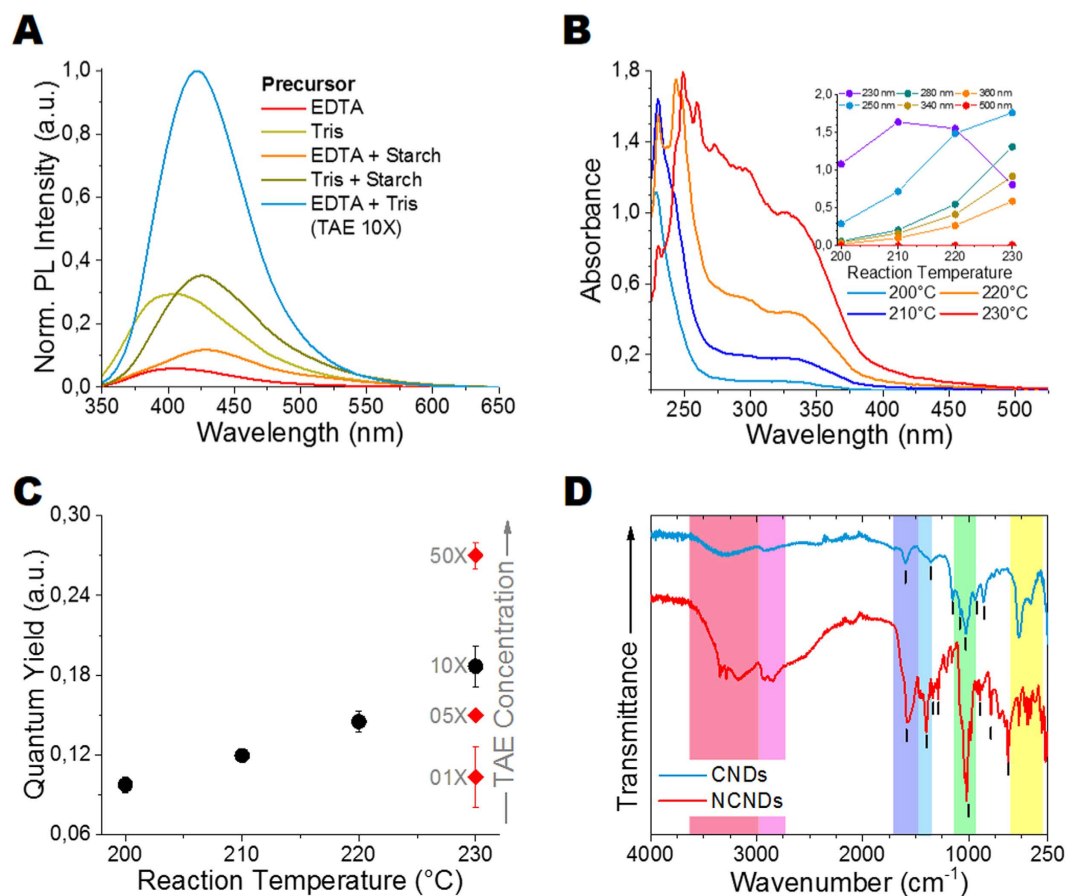 A
Norm. PL Intensity (a.u.)
1,0
0,8
0,6
0,4
0,2
0,0
350 400 450 500 550 600 650
Wavelength (nm)
Precursor
EDTA
Tris
EDTA + Starch
Tris + Starch
EDTA + Tris
(TAE 10X)
B
Absorbance
1.8
1.4
1.0
0.6
0.2
225 250 300 350 400 450 500
Wavelength (nm)
2,0
1,5
1,0
0,5
0,0
230 nm 280 nm 360 nm
250 nm 340 nm 500 nm
200 210 220 230
Reaction Temperature
200°C 220°C
210°C 230°C
C
Quantum Yield (a.u.)
0,30
0,24
0,18
0,12
0,06
50X
10X
05X
01X
TAE Concentration
200 210 220 230
Reaction Temperature (°C)
D
Transmittance
CNDs
NCNDs
4000 3000 2000 1000 250
Wavenumber (cm-1)